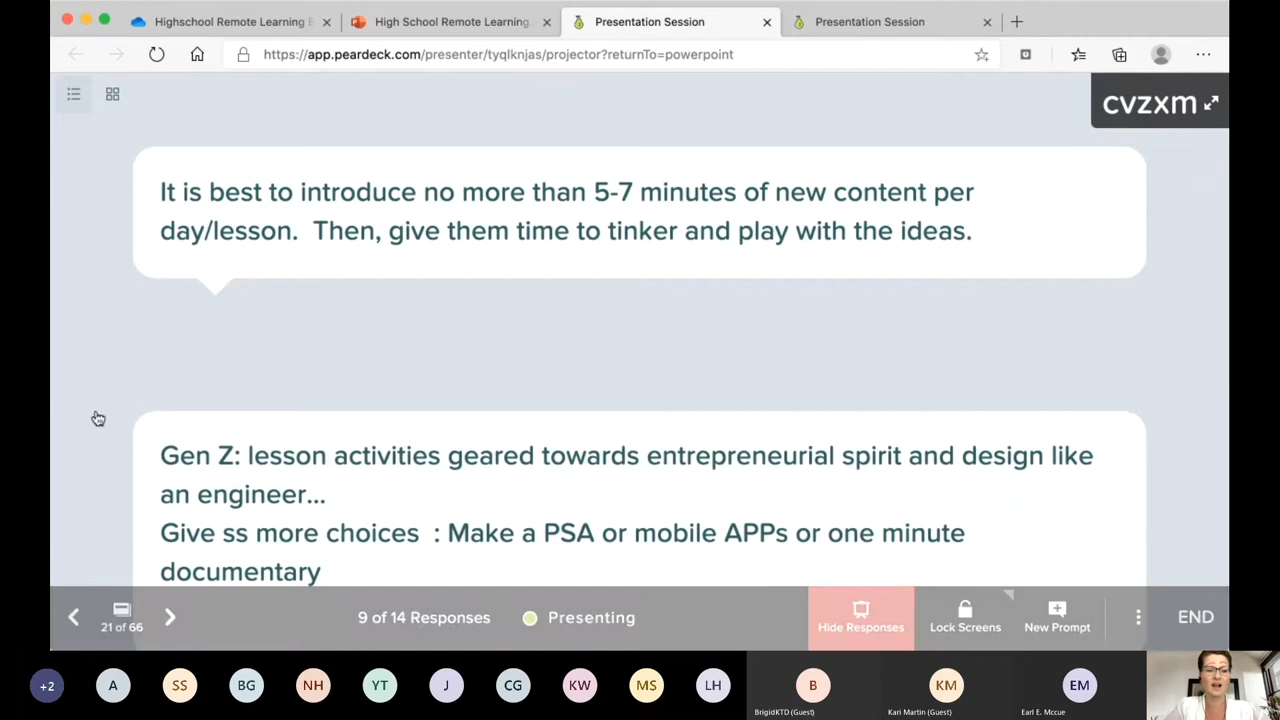 Highschool Remote Learning
High School Remote Learning
Presentation Session
Presentation Session
https://app.peardeck.com/presenter/tyqlknjas/projector?returnTo=powerpoint
cvzxm
It is best to introduce no more than 5-7 minutes of new content per
day/lesson.  Then, give them time to tinker and play with the ideas.
Gen Z: lesson activities geared towards entrepreneurial spirit and design like
an engineer...
Give ss more choices  : Make a PSA or mobile APPs or one minute
documentary
21 of 66
9 of 14 Responses
Presenting
Hide Responses
Lock Screens
New Prompt
END
+2
A
SS
BG
NH
YT
J
CG
KW
MS
LH
B
KM
EM
BrigidKTD (Guest)
Kari Martin (Guest)
Earl E. Mccue